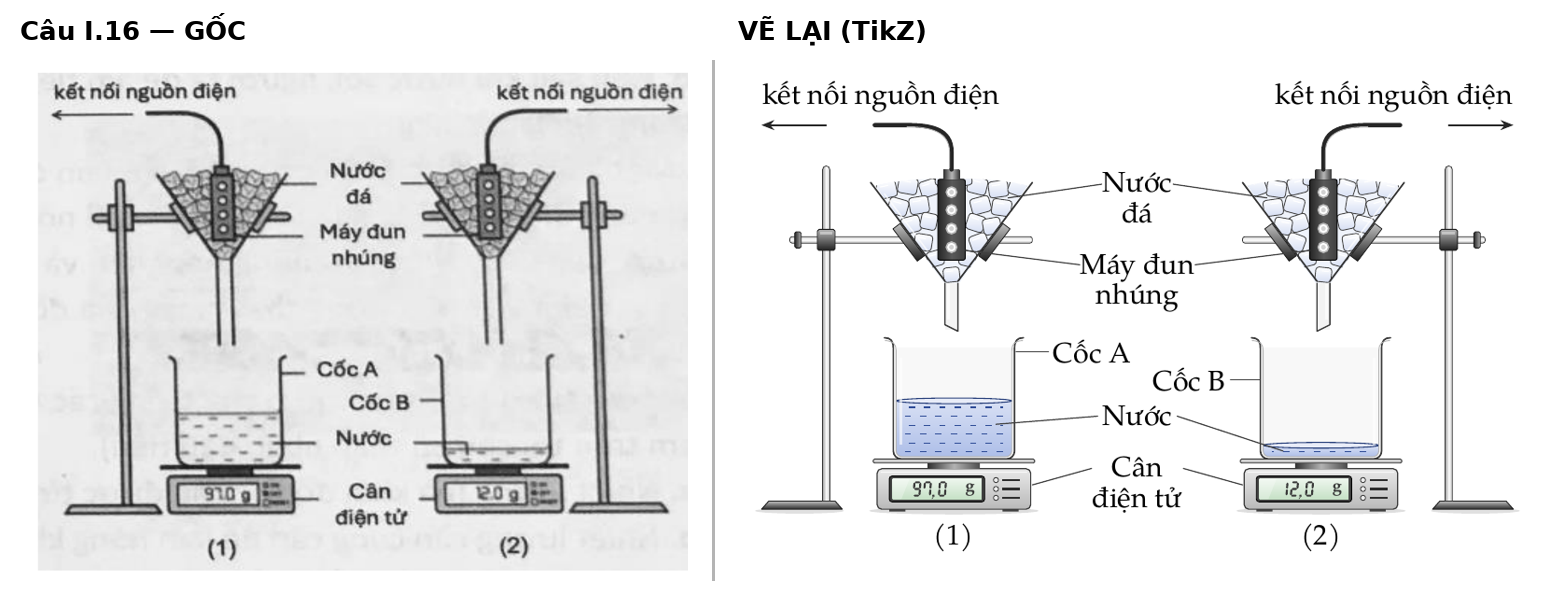 Câu I.16 — GỐC
kết nối nguồn điện
kết nối nguồn điện
Nước
đá
Máy đun
nhúng
Cốc A
Cốc B
Nước
97.0 g
12.0 g
Cân
điện tử
(1)
(2)
VẼ LẠI (TikZ)
kết nối nguồn điện
kết nối nguồn điện
Nước
đá
Máy đun
nhúng
Cốc A
Cốc B
Nước
97,0 g
12,0 g
Cân
điện tử
(1)
(2)